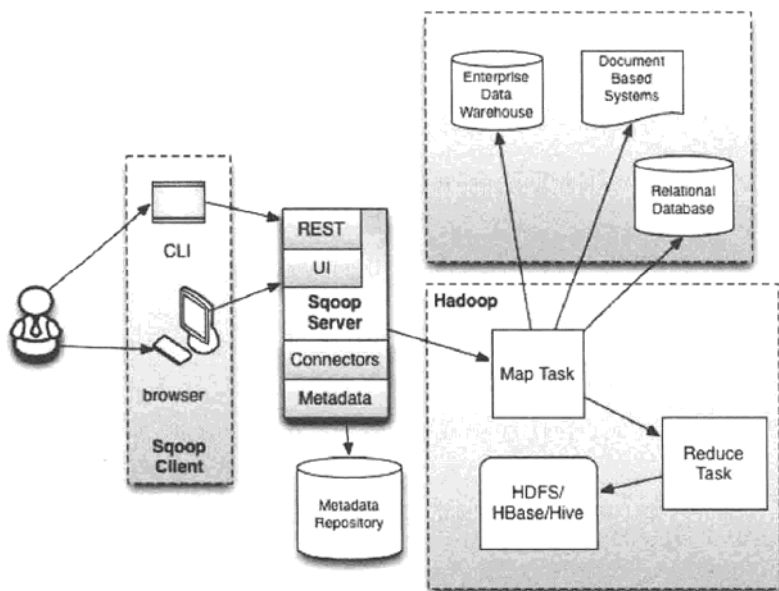 Enterprise
Data
Warehouse
Document
Based
Systems
Relational
Database
CLI
browser
Sqoop
Client
REST
UI
Sqoop
Server
Connectors
Metadata
Metadata
Repository
Hadoop
Map Task
Reduce
Task
HDFS/
HBase/Hive